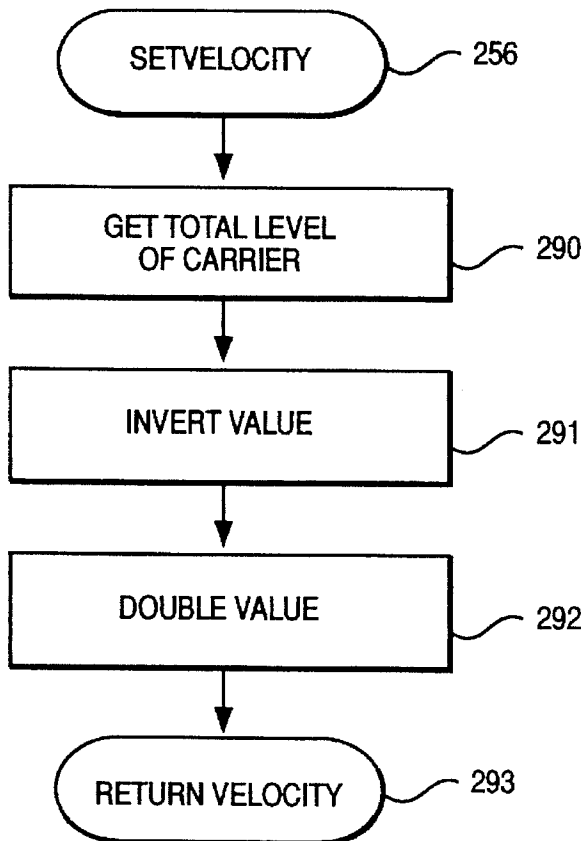 SETVELOCITY
256
GET TOTAL LEVEL
OF CARRIER
290
INVERT VALUE
291
DOUBLE VALUE
292
RETURN VELOCITY
293